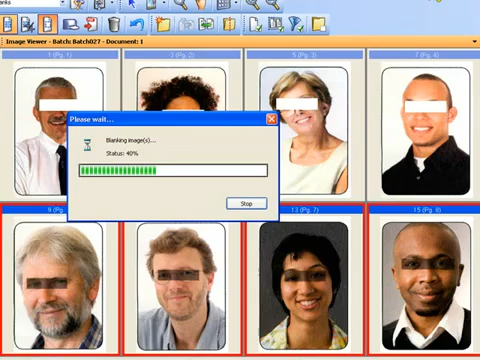 anks
Image Viewer - Batch: Batch027 - Document: 1
1 (Pg. 1)
3 (Pg. 2)
5 (Pg. 3)
7 (Pg. 4)
Please wait...
Blanking image(s)...
Status: 40%
Stop
9 (Pg.
13 (Pg. 7)
15 (Pg. 8)